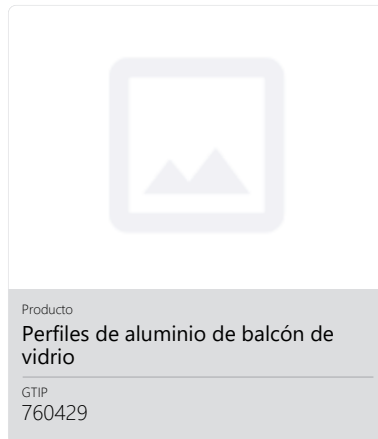 Producto
Perfiles de aluminio de balcón de
vidrio
GTIP
760429